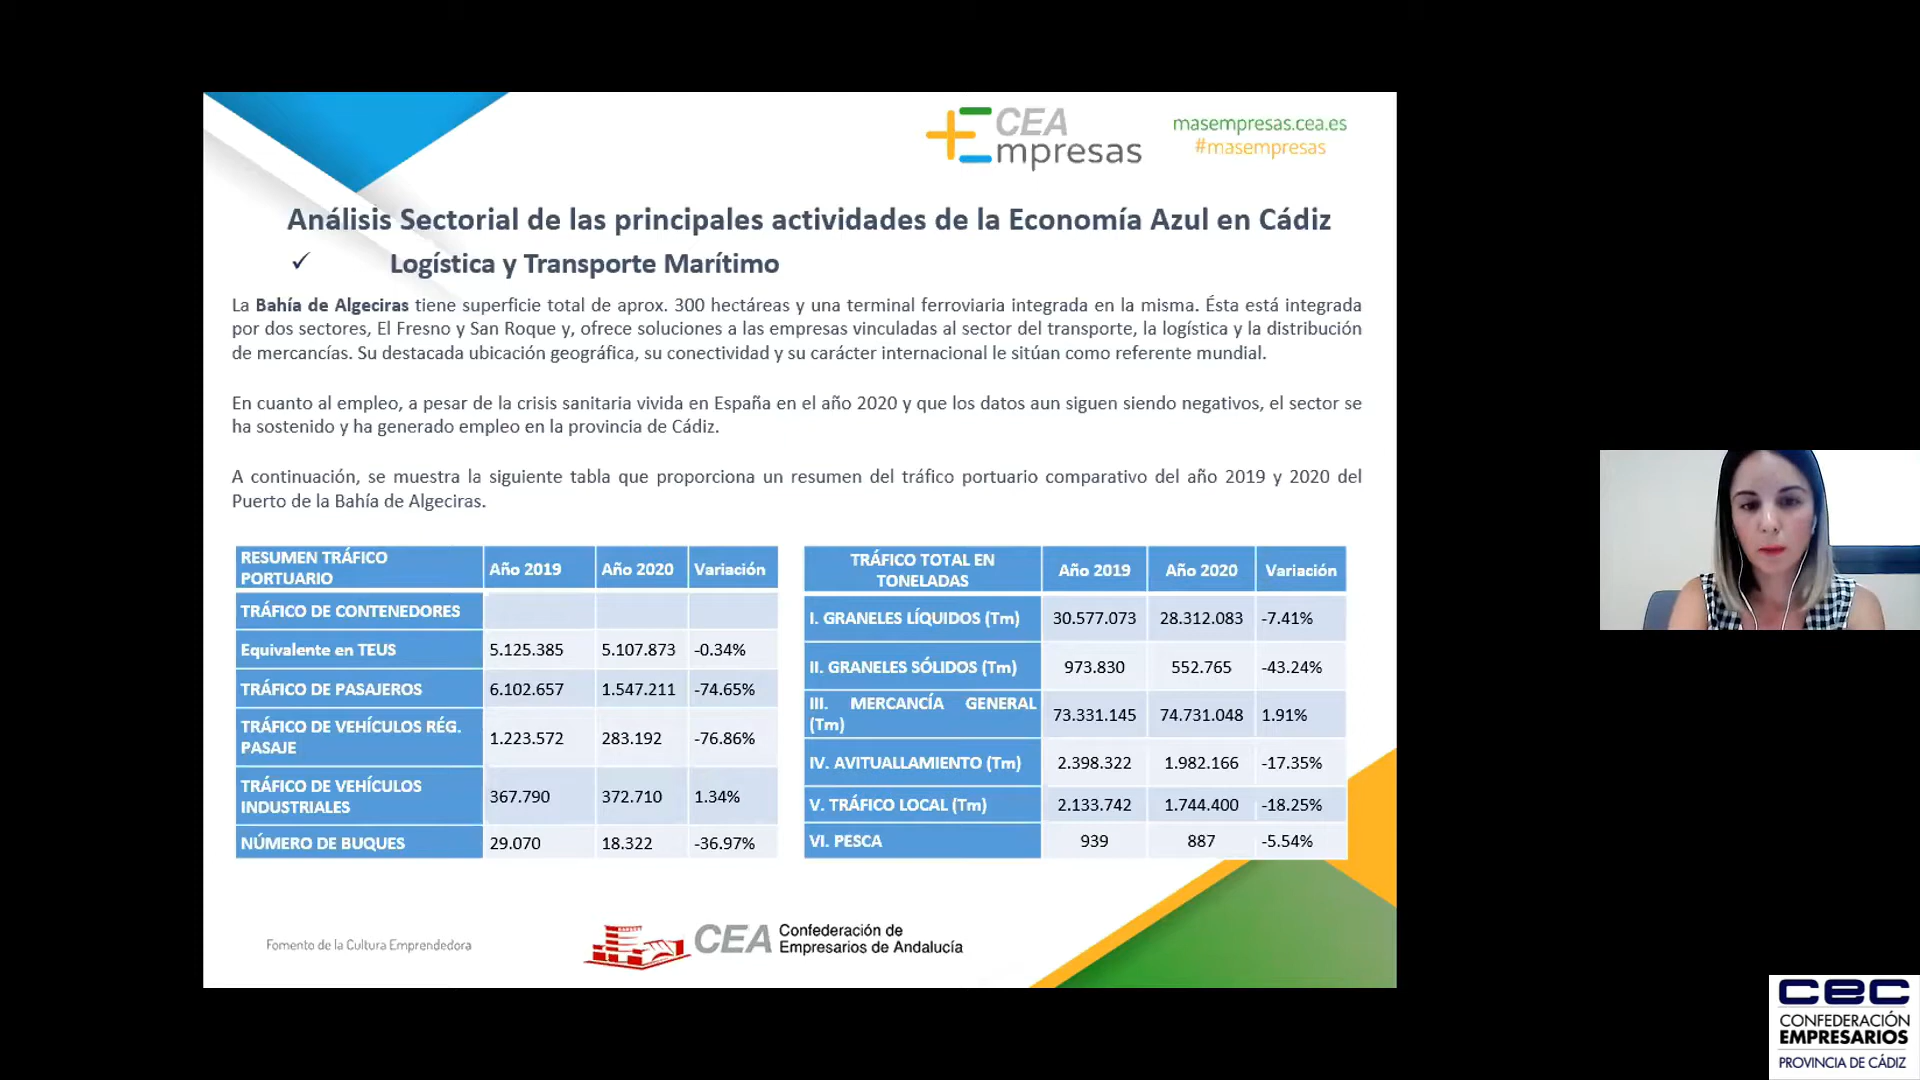 CEA
Empresas
masempresas.cea.es
#masempresas
Análisis Sectorial de las principales actividades de la Economía Azul en Cádiz
✓ Logística y Transporte Marítimo
La Bahía de Algeciras tiene superficie total de aprox. 300 hectáreas y una terminal ferroviaria integrada en la misma. Ésta está integrada
por dos sectores, El Fresno y San Roque y, ofrece soluciones a las empresas vinculadas al sector del transporte, la logística y la distribución
de mercancías. Su destacada ubicación geográfica, su conectividad y su carácter internacional le sitúan como referente mundial.
En cuanto al empleo, a pesar de la crisis sanitaria vivida en España en el año 2020 y que los datos aun siguen siendo negativos, el sector se
ha sostenido y ha generado empleo en la provincia de Cádiz.
A continuación, se muestra la siguiente tabla que proporciona un resumen del tráfico portuario comparativo del año 2019 y 2020 del
Puerto de la Bahía de Algeciras.
RESUMEN TRÁFICO
PORTUARIO Año 2019 Año 2020 Variación
TRÁFICO DE CONTENEDORES
Equivalente en TEUS 5.125.385 5.107.873 -0.34%
TRÁFICO DE PASAJEROS 6.102.657 1.547.211 -74.65%
TRÁFICO DE VEHÍCULOS RÉG.
PASAJE 1.223.572 283.192 -76.86%
TRÁFICO DE VEHÍCULOS
INDUSTRIALES 367.790 372.710 1.34%
NÚMERO DE BUQUES 29.070 18.322 -36.97%
TRÁFICO TOTAL EN
TONELADAS Año 2019 Año 2020 Variación
I. GRANELES LÍQUIDOS (Tm) 30.577.073 28.312.083 -7.41%
II. GRANELES SÓLIDOS (Tm) 973.830 552.765 -43.24%
III. MERCANCÍA GENERAL
(Tm) 73.331.145 74.731.048 1.91%
IV. AVITUALLAMIENTO (Tm) 2.398.322 1.982.166 -17.35%
V. TRÁFICO LOCAL (Tm) 2.133.742 1.744.400 -18.25%
VI. PESCA 939 887 -5.54%
Fomento de la Cultura Emprendedora
CEA Confederación de
Empresarios de Andalucía
cec
CONFEDERACIÓN
EMPRESARIOS
PROVINCIA DE CÁDIZ